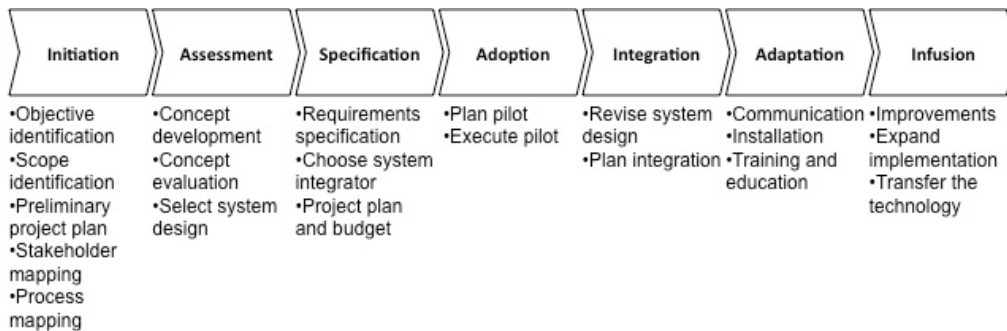 Initiation
Assessment
Specification
Adoption
Integration
Adaptation
Infusion
•Objective
identification
•Scope
identification
•Preliminary
project plan
•Stakeholder
mapping
•Process
mapping
•Concept
development
•Concept
evaluation
•Select system
design
•Requirements
specification
•Choose system
integrator
•Project plan
and budget
•Plan pilot
•Execute pilot
•Revise system
design
•Plan integration
•Communication
•Installation
•Training and
education
•Improvements
•Expand
implementation
•Transfer the
technology